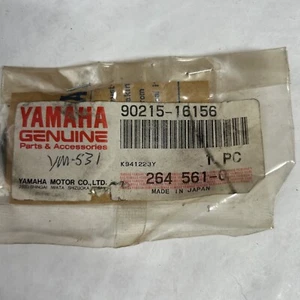 YAMAHA
GENUINE
Parts & Accessories
90215-16156
YM-531
K941223Y
1 PC
YAMAHA MOTOR CO., LTD.
264 561-0
MADE IN JAPAN